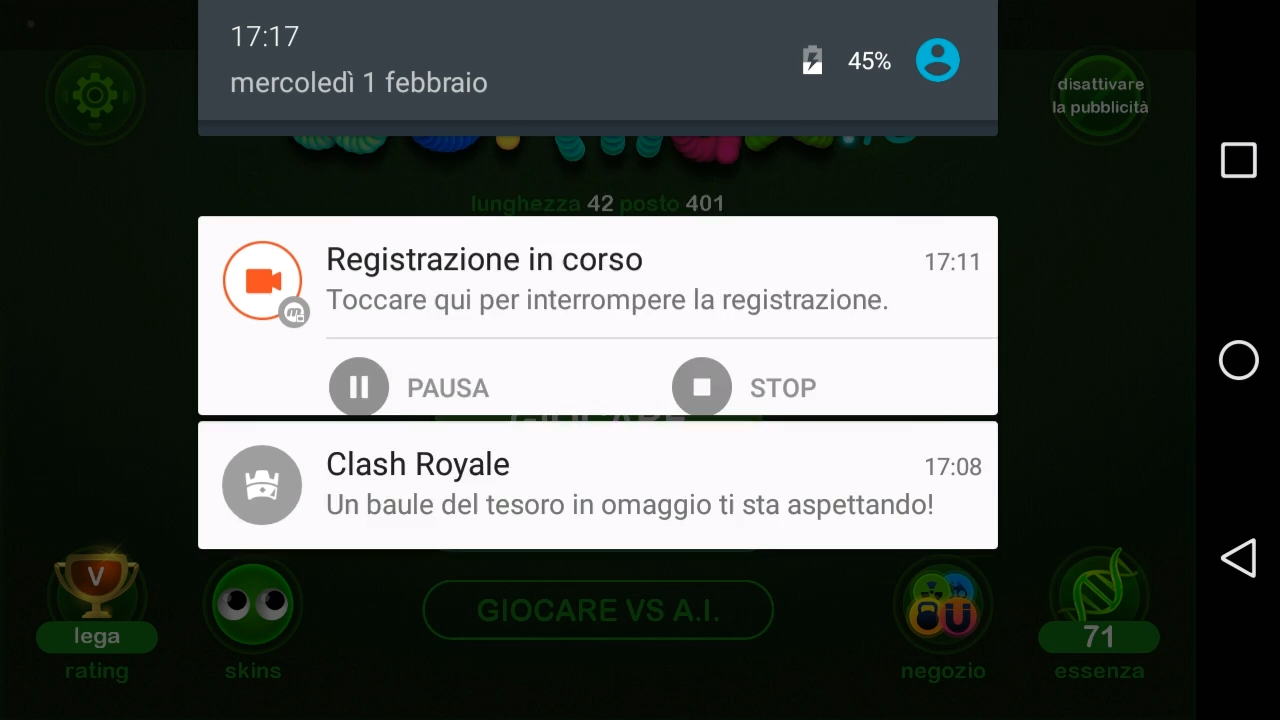 17:17
45%
mercoledì 1 febbraio
disattivare
la pubblicità
lunghezza 42 posto 401
Registrazione in corso
17:11
Toccare qui per interrompere la registrazione.
PAUSA
STOP
Clash Royale
17:08
Un baule del tesoro in omaggio ti sta aspettando!
V
lega
rating
skins
GIOCARE VS A.I.
negozio
71
essenza